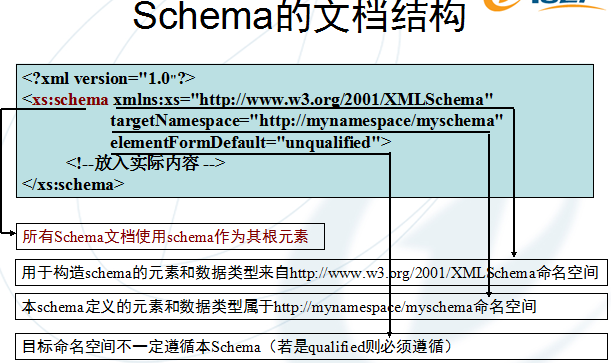 Schema的文档结构
<?xml version="1.0"?>
<xs:schema xmlns:xs="http://www.w3.org/2001/XMLSchema"
targetNamespace="http://mynamespace/myschema"
elementFormDefault="unqualified">
<!--放入实际内容 -->
</xs:schema>
所有Schema文档使用schema作为其根元素
用于构造schema的元素和数据类型来自http://www.w3.org/2001/XMLSchema命名空间
本schema定义的元素和数据类型属于http://mynamespace/myschema命名空间
目标命名空间不一定遵循本Schema（若是qualified则必须遵循）